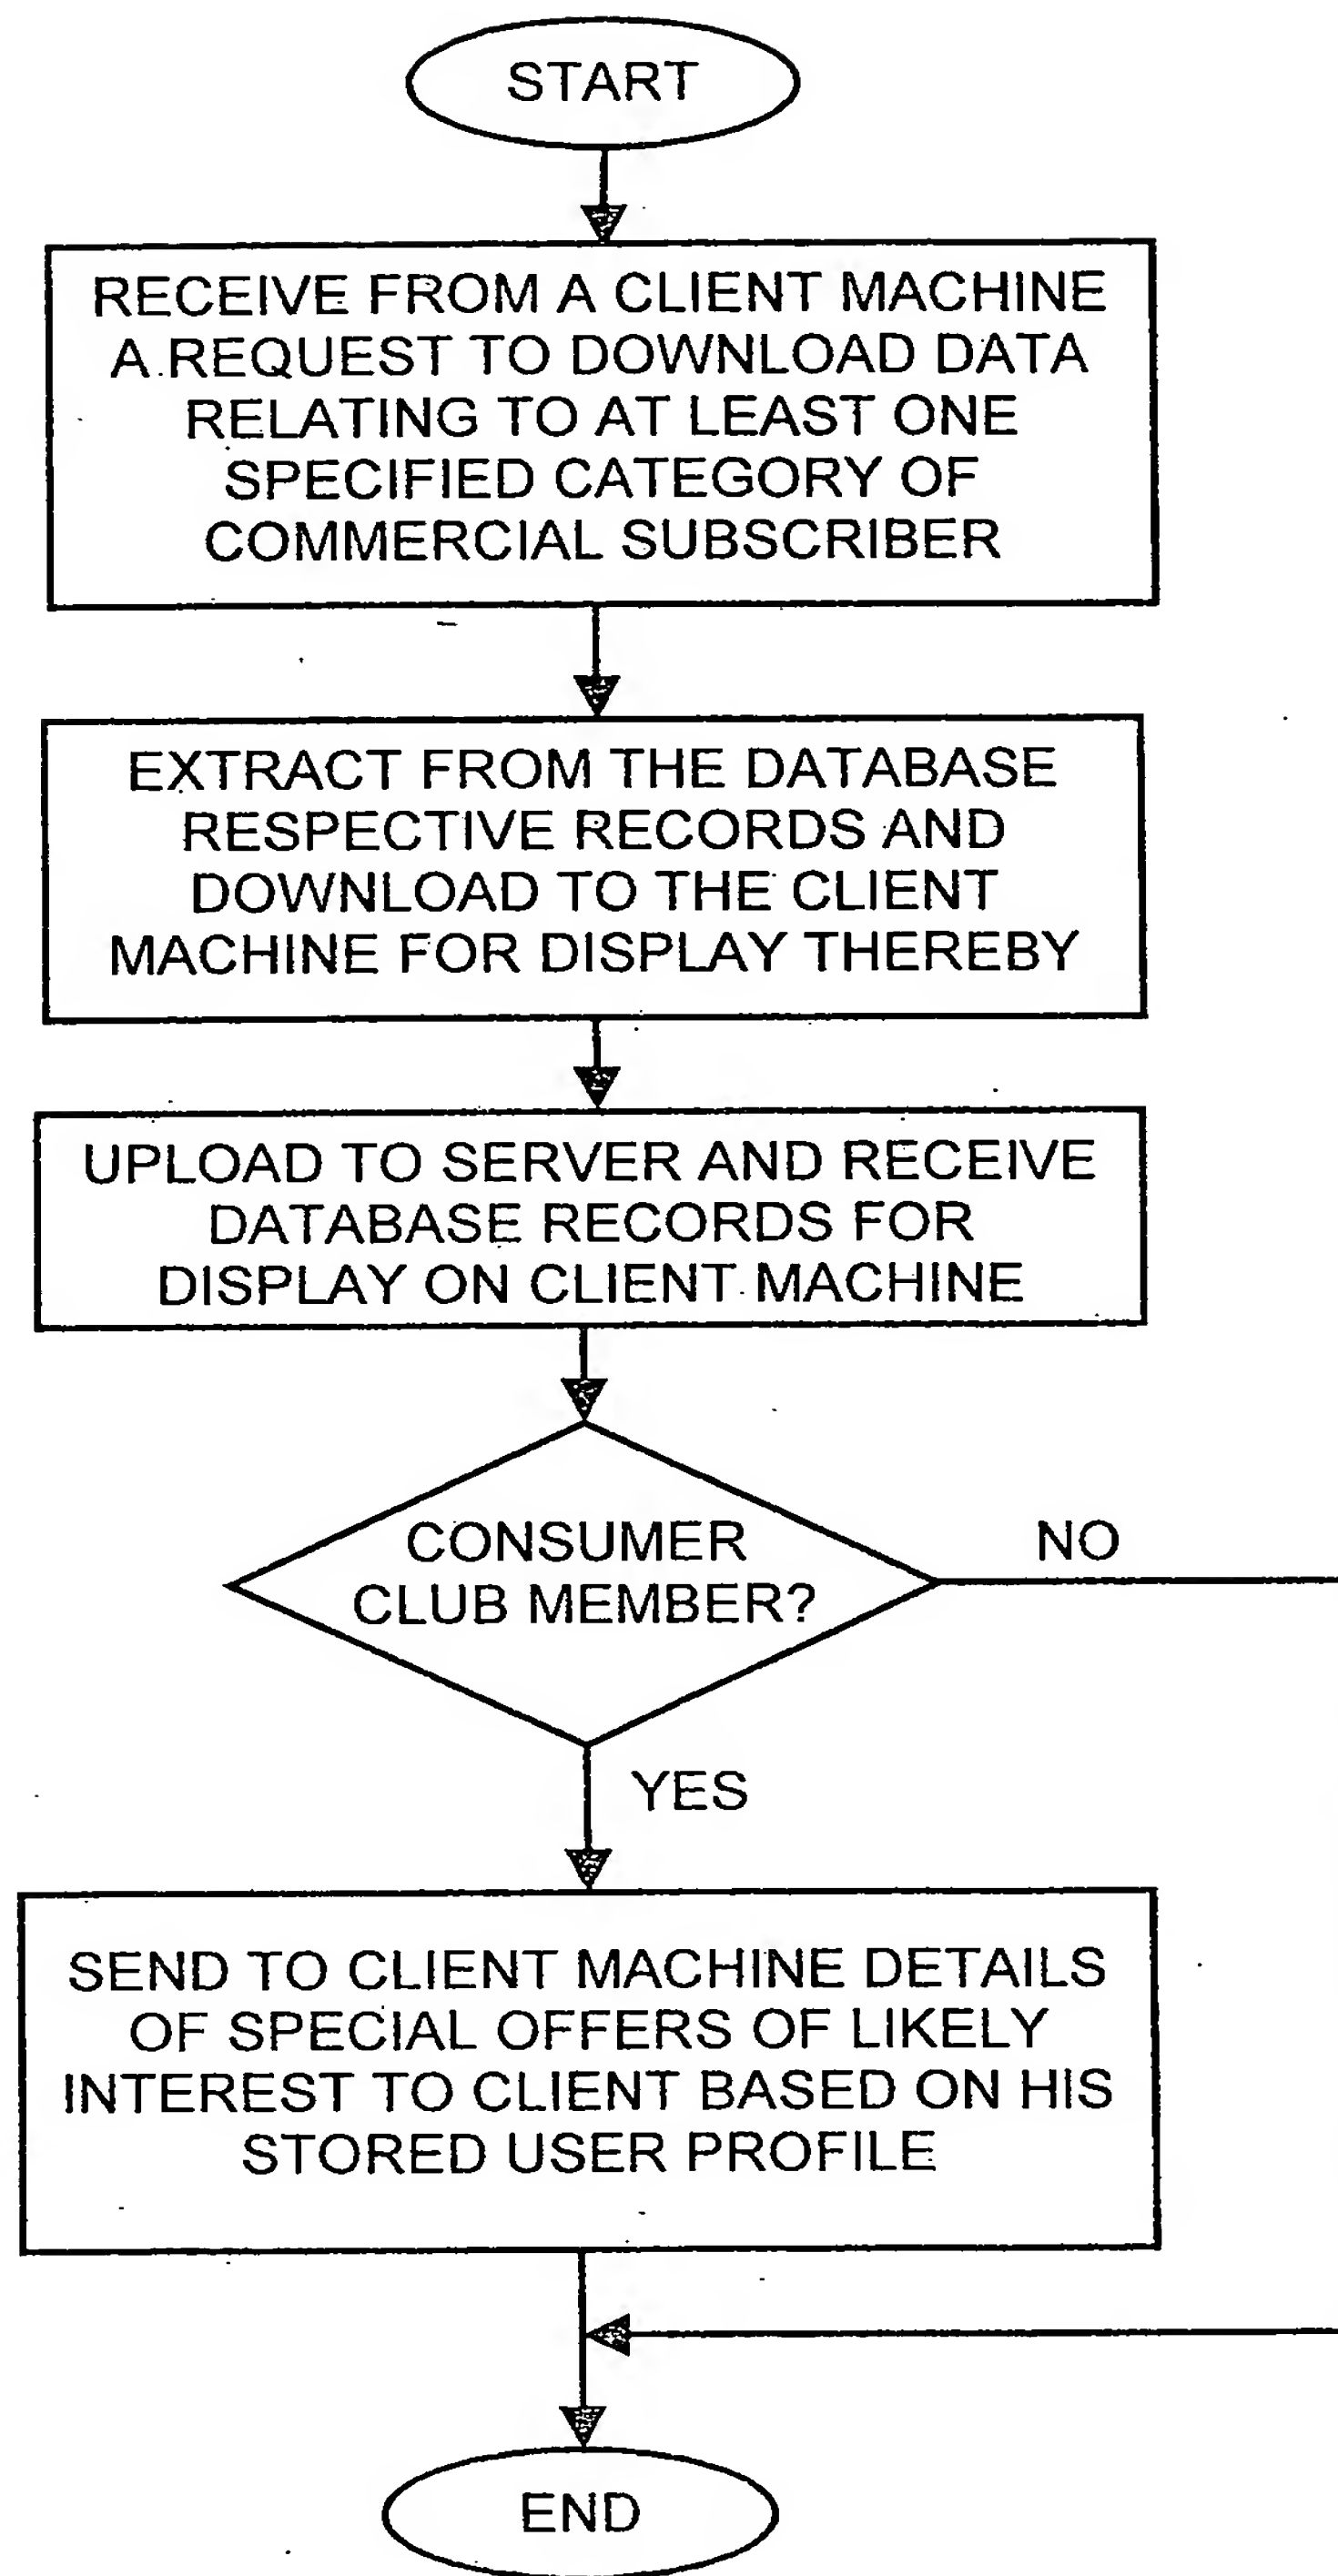 START
RECEIVE FROM A CLIENT MACHINE
A REQUEST TO DOWNLOAD DATA
RELATING TO AT LEAST ONE
SPECIFIED CATEGORY OF
COMMERCIAL SUBSCRIBER
EXTRACT FROM THE DATABASE
RESPECTIVE RECORDS AND
DOWNLOAD TO THE CLIENT
MACHINE FOR DISPLAY THEREBY
UPLOAD TO SERVER AND RECEIVE
DATABASE RECORDS FOR
DISPLAY ON CLIENT MACHINE
CONSUMER
CLUB MEMBER?
NO
YES
SEND TO CLIENT MACHINE DETAILS
OF SPECIAL OFFERS OF LIKELY
INTEREST TO CLIENT BASED ON HIS
STORED USER PROFILE
END